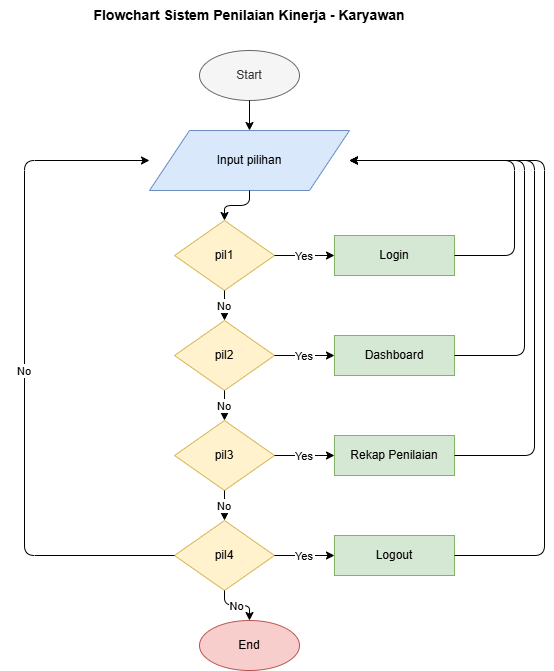 Flowchart Sistem Penilaian Kinerja - Karyawan
Start
Input pilihan
pil1
Yes
Login
No
pil2
Yes
Dashboard
No
No
pil3
Yes
Rekap Penilaian
No
pil4
Yes
Logout
No
End